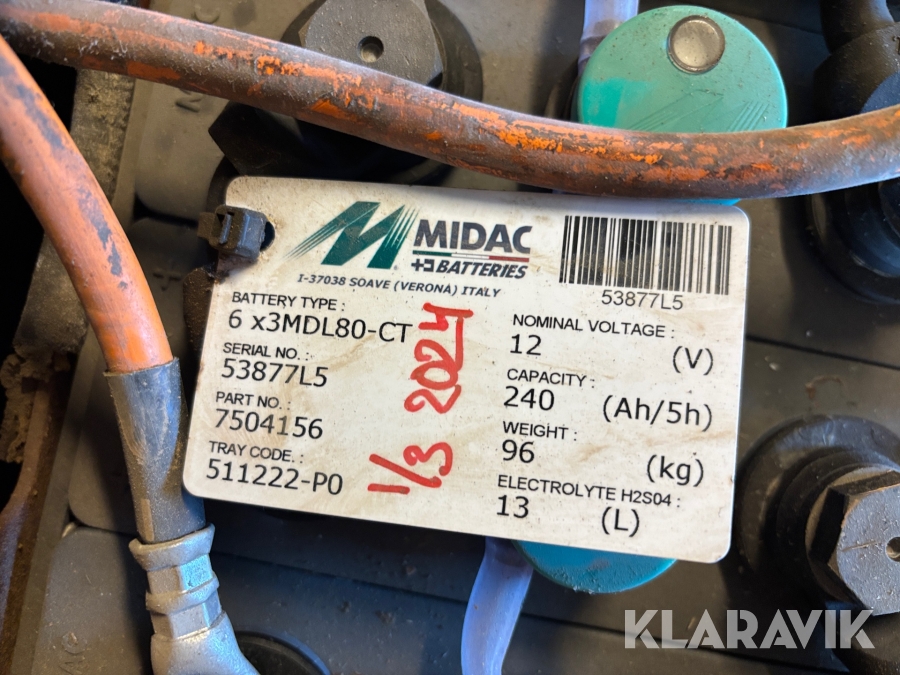 MIDAC
BATTERIES
I-37038 SOAVE (VERONA) ITALY
53877L5
BATTERY TYPE :
6 x3MDL80-CT
SERIAL NO. :
53877L5
PART NO. :
7504156
TRAY CODE. :
511222-P0
1/3 2024
NOMINAL VOLTAGE :
12 (V)
CAPACITY :
240 (Ah/5h)
WEIGHT :
96 (kg)
ELECTROLYTE H2S04 :
13 (L)
KLARAVIK